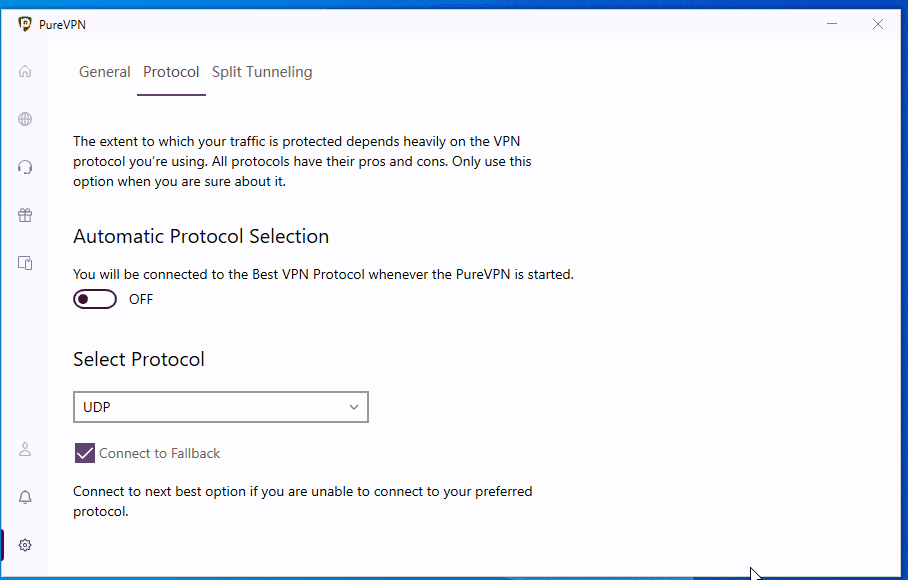 PureVPN
General Protocol Split Tunneling
The extent to which your traffic is protected depends heavily on the VPN
protocol you're using. All protocols have their pros and cons. Only use this
option when you are sure about it.
Automatic Protocol Selection
You will be connected to the Best VPN Protocol whenever the PureVPN is started.
OFF
Select Protocol
UDP
Connect to Fallback
Connect to next best option if you are unable to connect to your preferred
protocol.